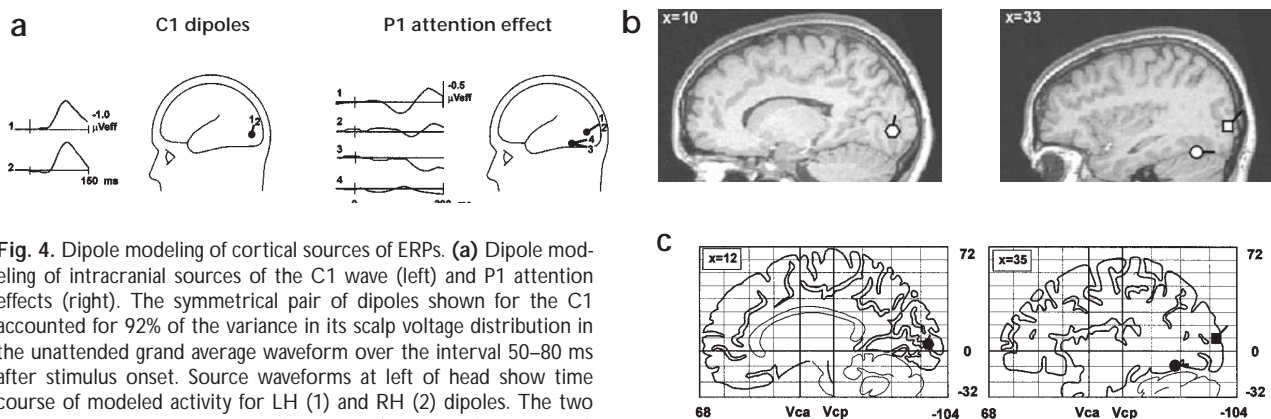 a
C1 dipoles
P1 attention effect
1
-1.0
µVeff
2
150 ms
1
2
1
-0.5
µVeff
2
3
4
0
1
2
4
3
b
x=10
x=33
Fig. 4. Dipole modeling of cortical sources of ERPs. (a) Dipole mod-
eling of intracranial sources of the C1 wave (left) and P1 attention
effects (right). The symmetrical pair of dipoles shown for the C1
accounted for 92% of the variance in its scalp voltage distribution in
the unattended grand average waveform over the interval 50–80 ms
after stimulus onset. Source waveforms at left of head show time
course of modeled activity for LH (1) and RH (2) dipoles. The two
c
x=12
72
0
-32
68 Vca Vcp -104
x=35
72
0
-32
68 Vca Vcp -104